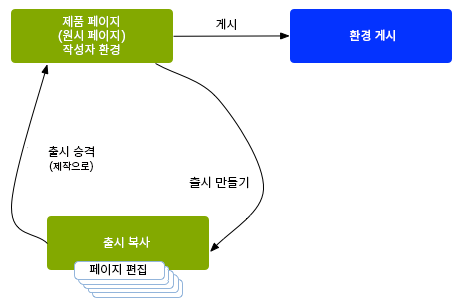 제품 페이지
(원시 페이지)
작성자 환경
게시
환경 게시
출시 승격
(제작으로)
출시 만들기
출시 복사
페이지 편집